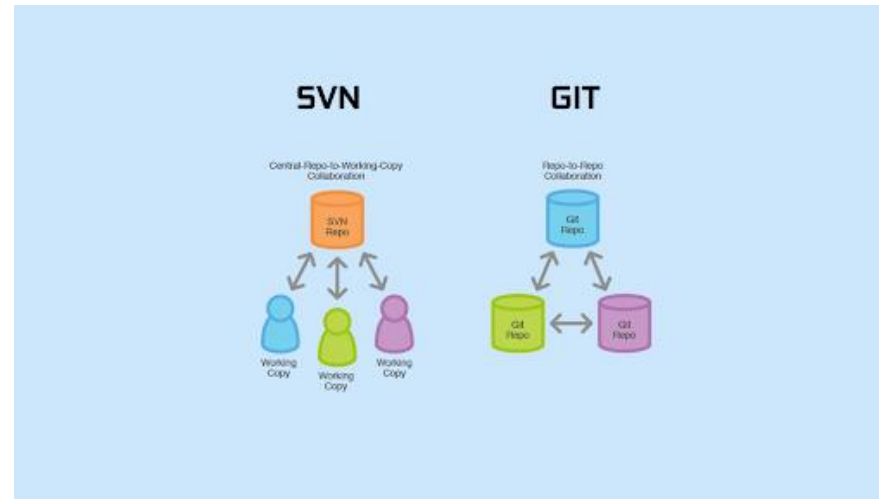 SVN
GIT
Central-Repo-to-Working-Copy
Collaboration
Repo-to-Repo
Collaboration
SVN
Repo
Git
Repo
Git
Repo
Git
Repo
Working
Copy
Working
Copy
Working
Copy